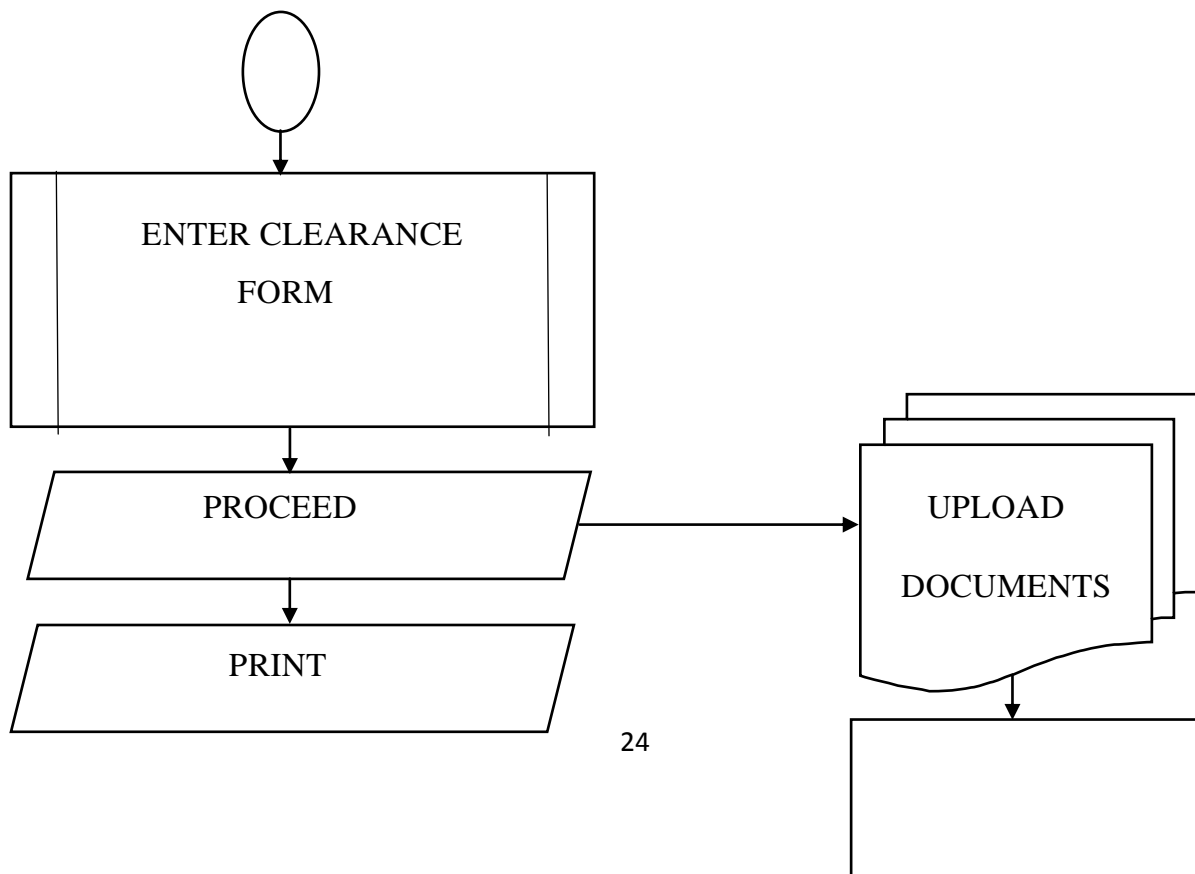 ENTER CLEARANCE
FORM
PROCEED
UPLOAD
DOCUMENTS
PRINT
24